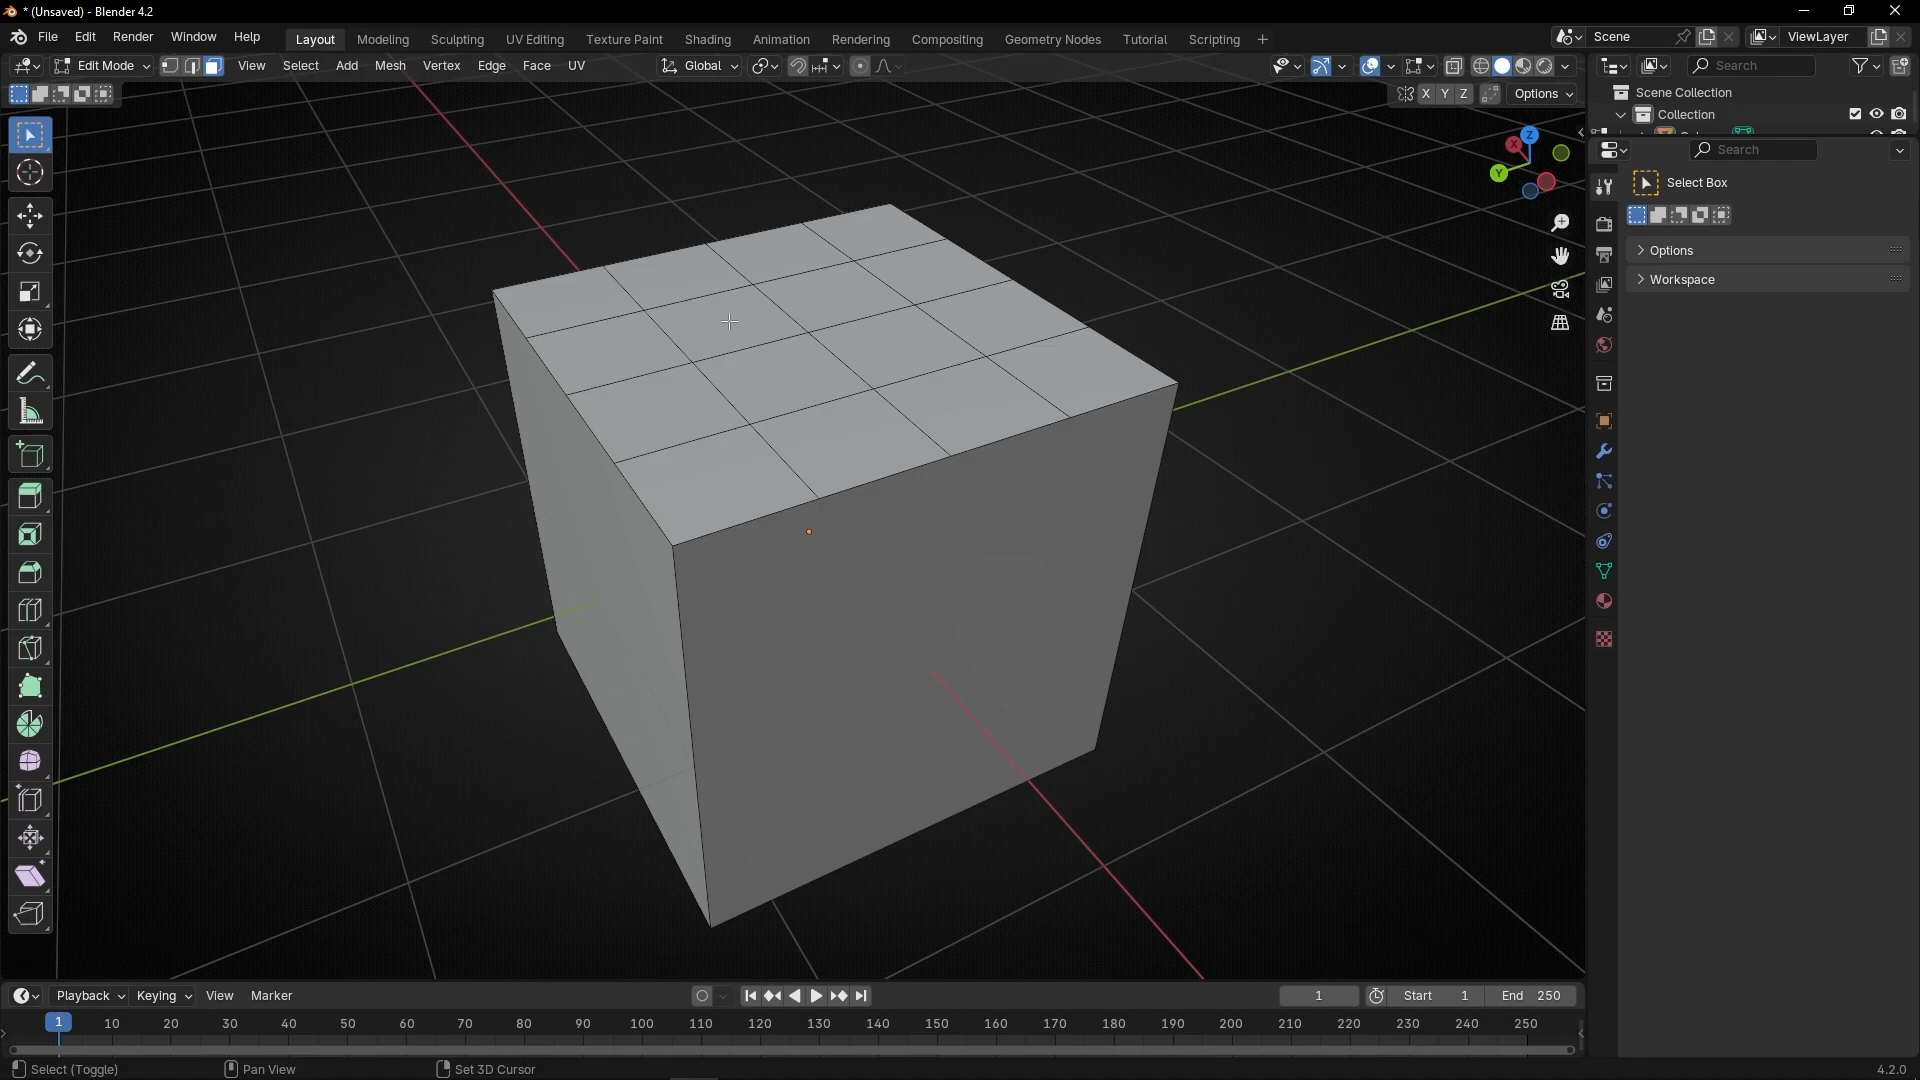 * (Unsaved) - Blender 4.2
File Edit Render Window Help Layout Modeling Sculpting UV Editing Texture Paint Shading Animation Rendering Compositing Geometry Nodes Tutorial Scripting + Scene ViewLayer
Edit Mode View Select Add Mesh Vertex Edge Face UV Global Search
X Y Z Options Scene Collection
Collection
Z
X
Y
Search
Select Box
Options
Workspace
Playback Keying View Marker 1 Start 1 End 250
1 10 20 30 40 50 60 70 80 90 100 110 120 130 140 150 160 170 180 190 200 210 220 230 240 250
Select (Toggle) Pan View Set 3D Cursor 4.2.0